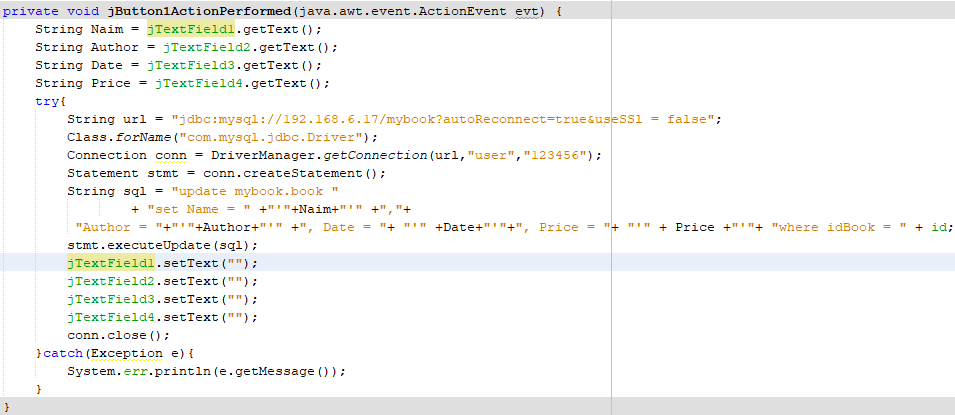 private void jButton1ActionPerformed(java.awt.event.ActionEvent evt) {
String Naim = jTextField1.getText();
String Author = jTextField2.getText();
String Date = jTextField3.getText();
String Price = jTextField4.getText();
try{
String url = "jdbc:mysql://192.168.6.17/mybook?autoReconnect=true&useSSl = false";
Class.forName("com.mysql.jdbc.Driver");
Connection conn = DriverManager.getConnection(url,"user","123456");
Statement stmt = conn.createStatement();
String sql = "update mybook.book "
+ "set Name = " +"'"+Naim+"'" +","+
"Author = "+"'"+Author+"'" +", Date = "+ "'" +Date+"'"+", Price = "+ "'" + Price +"'"+ "where idBook = " + id;
stmt.executeUpdate(sql);
jTextField1.setText("");
jTextField2.setText("");
jTextField3.setText("");
jTextField4.setText("");
conn.close();
}catch(Exception e){
System.err.println(e.getMessage());
}
}